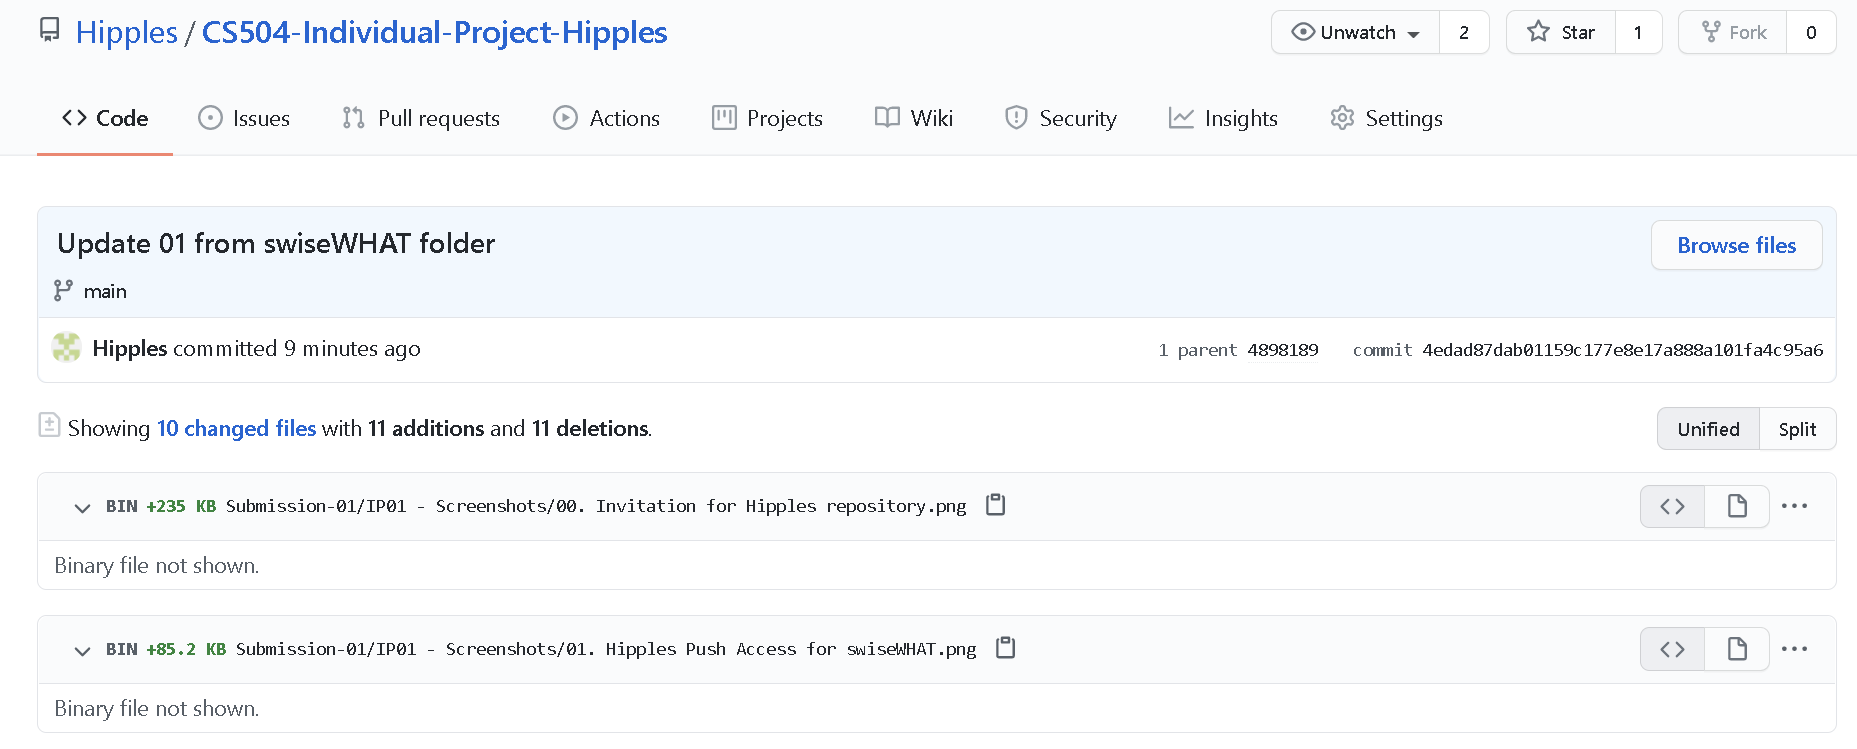 Hipples / CS504-Individual-Project-Hipples
Unwatch 2 Star 1 Fork 0
Code Issues Pull requests Actions Projects Wiki Security Insights Settings
Update 01 from swiseWHAT folder
Browse files
main
Hipples committed 9 minutes ago
1 parent 4898189 commit 4edad87dab01159c177e8e17a888a101fa4c95a6
Showing 10 changed files with 11 additions and 11 deletions.
Unified Split
BIN +235 KB Submission-01/IP01 - Screenshots/00. Invitation for Hipples repository.png
Binary file not shown.
BIN +85.2 KB Submission-01/IP01 - Screenshots/01. Hipples Push Access for swiseWHAT.png
Binary file not shown.